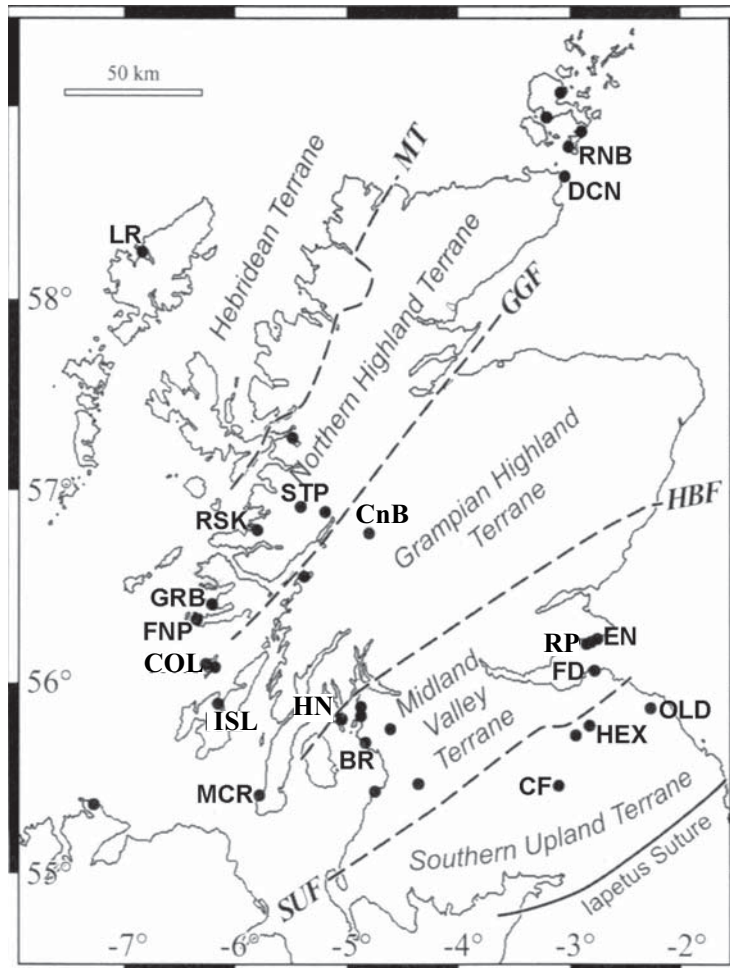 50 km
RNB
DCN
MT
Hebridean Terrane
LR
58°
Northern Highland Terrane
GGF
57°
STP
CnB
RSK
Grampian Highland
Terrane
HBF
GRB
FNP
RP
EN
COL
FD
56°
ISL
HN
Midland
Valley
Terrane
OLD
HEX
BR
MCR
CF
Southern Upland Terrane
55°
SUF
Iapetus Suture
-7°
-6°
-5°
-4°
-3°
-2°